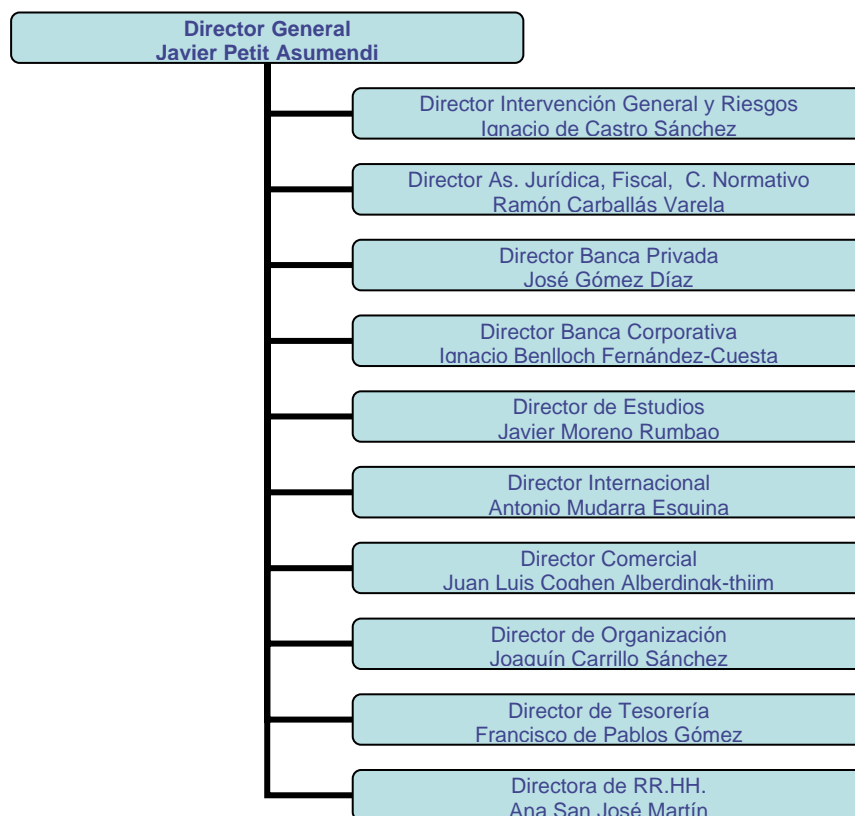 Director General
Javier Petit Asumendi
Director Intervención General y Riesgos
Ignacio de Castro Sánchez
Director As. Jurídica, Fiscal, C. Normativo
Ramón Carballás Varela
Director Banca Privada
José Gómez Díaz
Director Banca Corporativa
Ignacio Benlloch Fernández-Cuesta
Director de Estudios
Javier Moreno Rumbao
Director Internacional
Antonio Mudarra Esquina
Director Comercial
Juan Luis Coghen Alberdingk-thijm
Director de Organización
Joaquín Carrillo Sánchez
Director de Tesorería
Francisco de Pablos Gómez
Directora de RR.HH.
Ana San José Martín